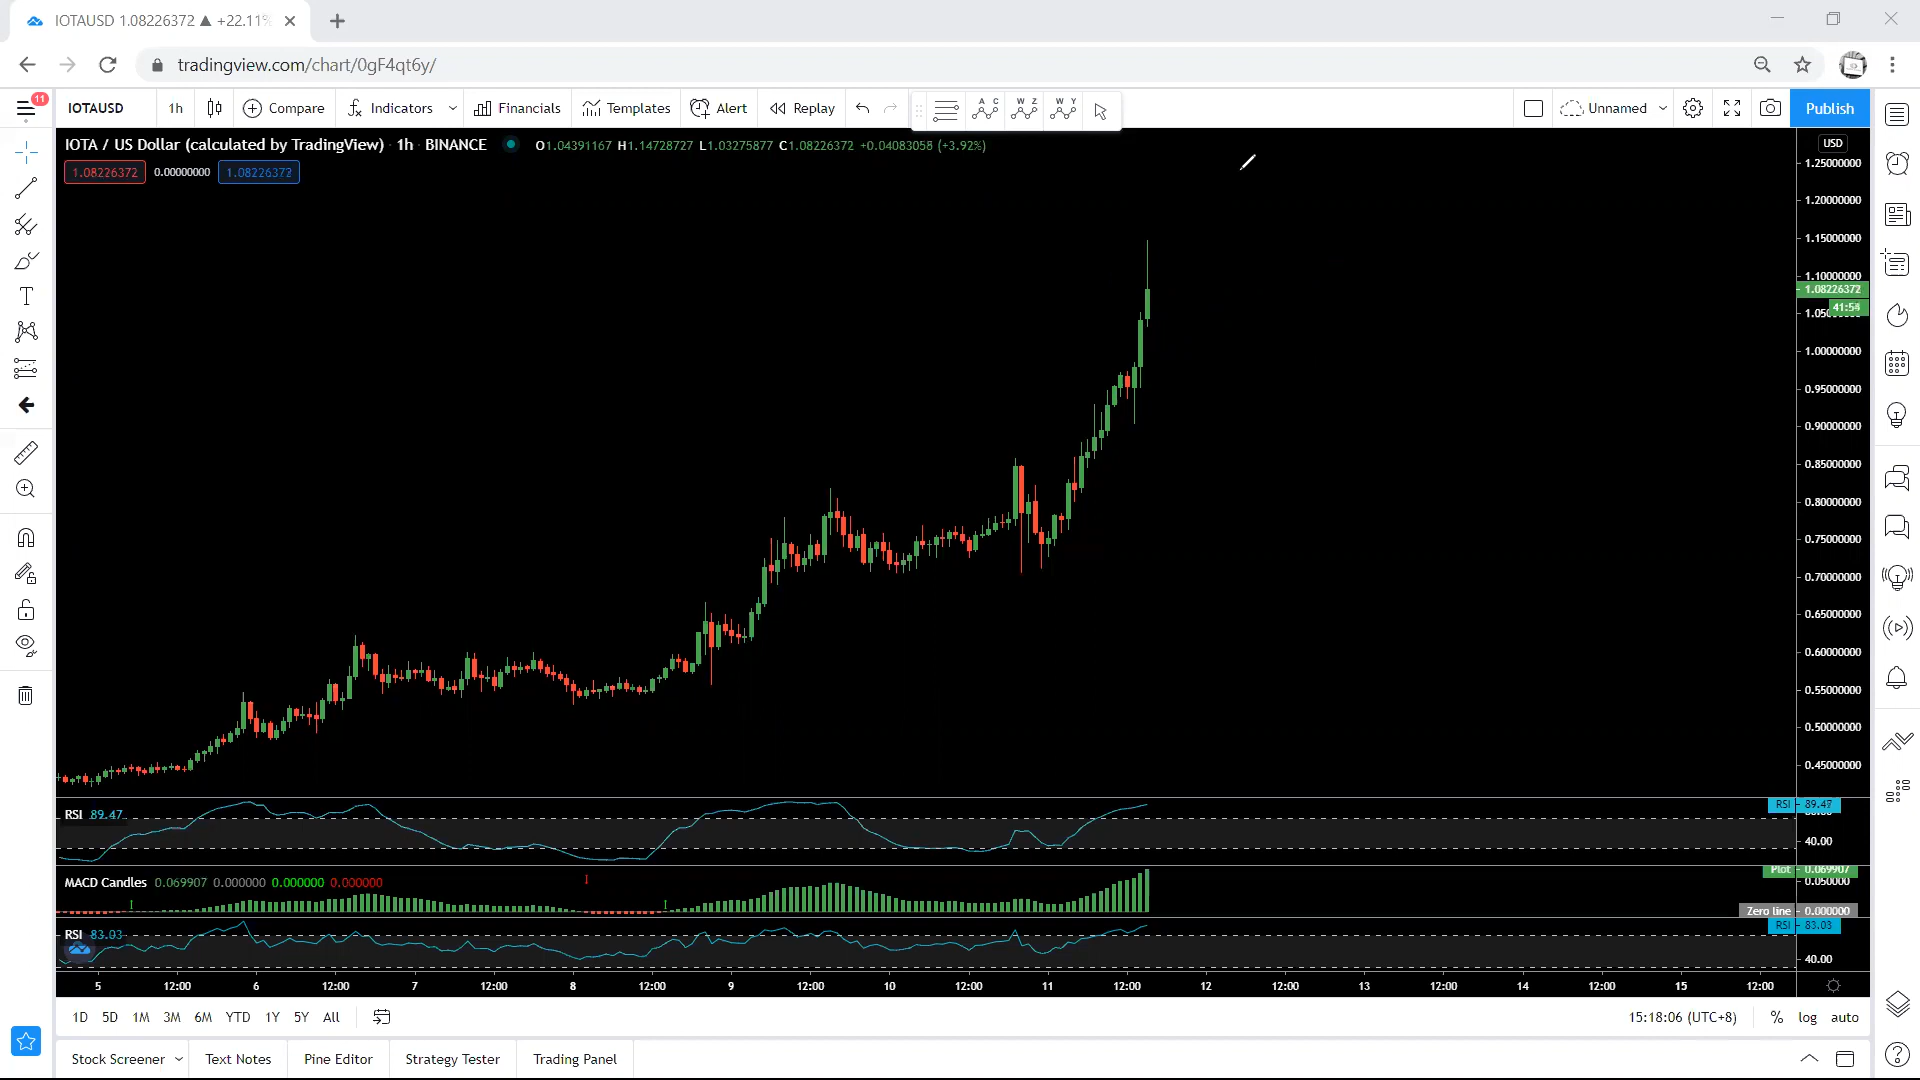 IOTAUSD 1.08226372 ▲ +22.11%
tradingview.com/chart/0gF4qt6y/
11
IOTAUSD 1h Compare Indicators Financials Templates Alert Replay A C W Z W Y Unnamed Publish
IOTA / US Dollar (calculated by TradingView) · 1h · BINANCE O1.04391167 H1.14728727 L1.03275877 C1.08226372 +0.04083058 (+3.92%)
1.08226372 0.00000000 1.08226372
USD
1.25000000
1.20000000
1.15000000
1.10000000
1.08226372
41:54
1.00000000
0.95000000
0.90000000
0.85000000
0.80000000
0.75000000
0.70000000
0.65000000
0.60000000
0.55000000
0.50000000
0.45000000
RSI 89.47
RSI 89.47
40.00
MACD Candles 0.069907 0.000000 0.000000 0.000000
Plot 0.069907
0.050000
Zero line 0.000000
RSI 83.03
RSI 83.03
40.00
5 12:00 6 12:00 7 12:00 8 12:00 9 12:00 10 12:00 11 12:00 12 12:00 13 12:00 14 12:00 15 12:00
1D 5D 1M 3M 6M YTD 1Y 5Y All 15:18:06 (UTC+8) % log auto
Stock Screener Text Notes Pine Editor Strategy Tester Trading Panel